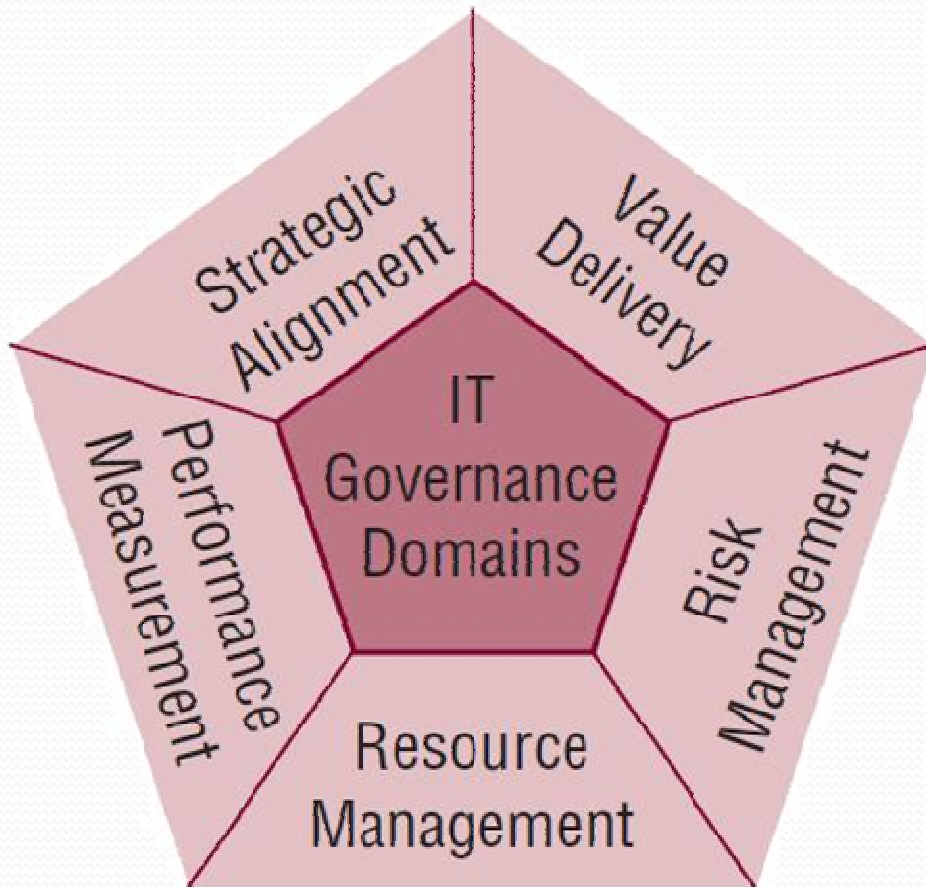 Strategic
Alignment
Value
Delivery
IT
Governance
Domains
Performance
Measurement
Risk
Management
Resource
Management